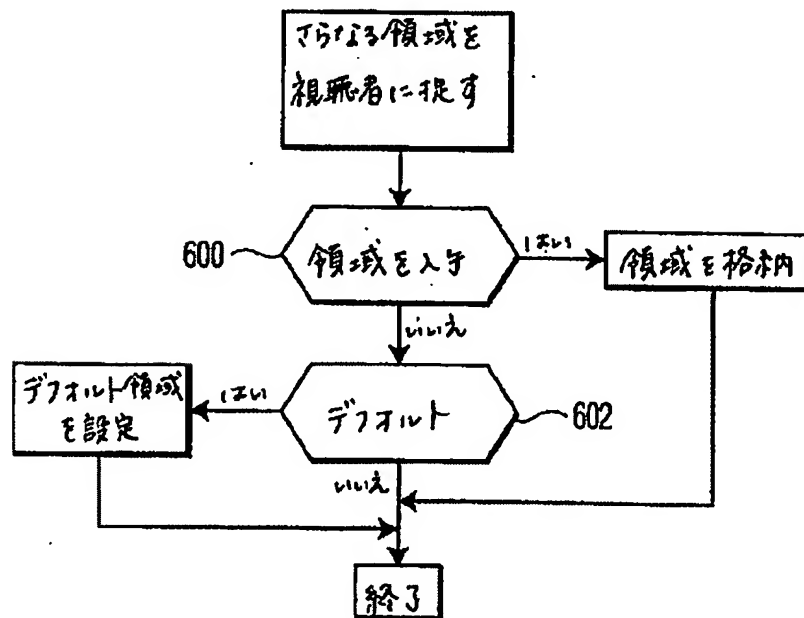 さらなる領域を
視聴者に促す
600
領域を入手
はい
領域を格納
いいえ
デフォルト領域
を設定
はい
デフォルト
602
いいえ
終了